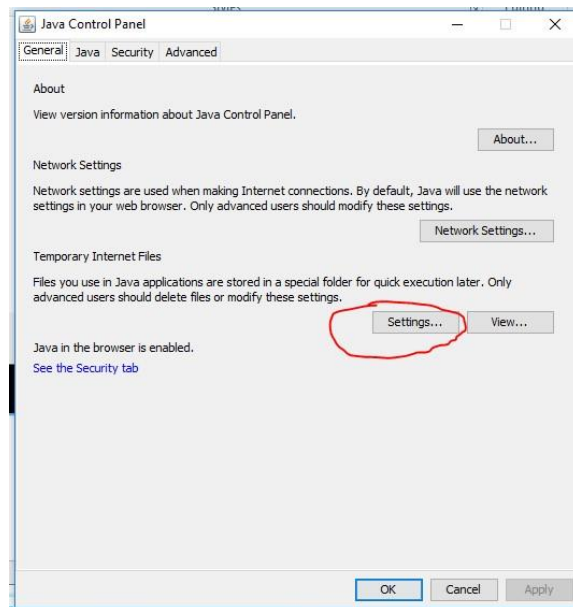 Java Control Panel
General Java Security Advanced
About
View version information about Java Control Panel.
About...
Network Settings
Network settings are used when making Internet connections. By default, Java will use the network
settings in your web browser. Only advanced users should modify these settings.
Network Settings...
Temporary Internet Files
Files you use in Java applications are stored in a special folder for quick execution later. Only
advanced users should delete files or modify these settings.
Settings... View...
Java in the browser is enabled.
See the Security tab
OK Cancel Apply